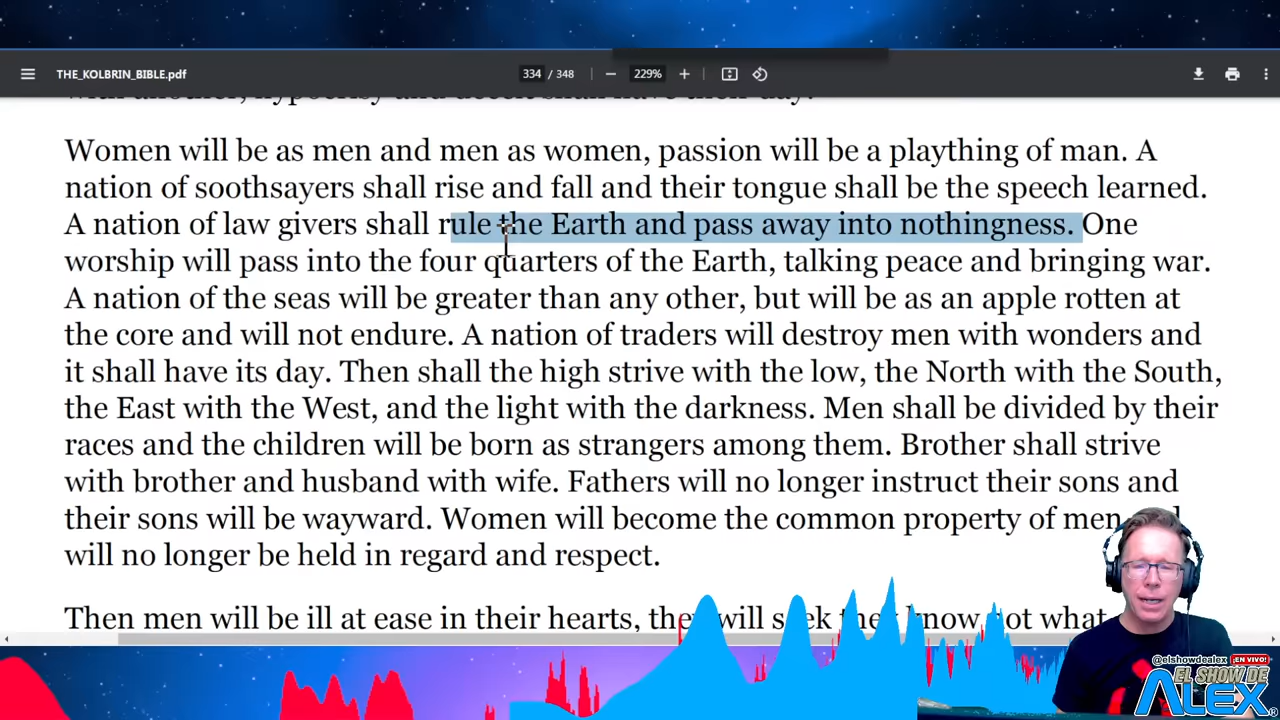 THE_KOLBRIN_BIBLE.pdf
334 / 348
229%
Women will be as men and men as women, passion will be a plaything of man. A
nation of soothsayers shall rise and fall and their tongue shall be the speech learned.
A nation of law givers shall rule the Earth and pass away into nothingness. One
worship will pass into the four quarters of the Earth, talking peace and bringing war.
A nation of the seas will be greater than any other, but will be as an apple rotten at
the core and will not endure. A nation of traders will destroy men with wonders and
it shall have its day. Then shall the high strive with the low, the North with the South,
the East with the West, and the light with the darkness. Men shall be divided by their
races and the children will be born as strangers among them. Brother shall strive
with brother and husband with wife. Fathers will no longer instruct their sons and
their sons will be wayward. Women will become the common property of men
will no longer be held in regard and respect.
Then men will be ill at ease in their hearts, they will seek they know not what
@elshowdealex ¡EN VIVO!
EL SHOW DE
ALEX